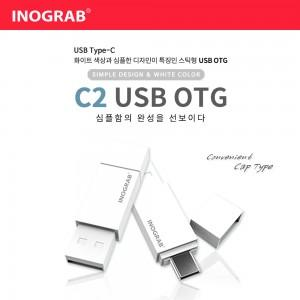 INOGRAB®
USB Type-C
화이트 색상과 심플한 디자인이 특징인 스틱형 USB OTG
SIMPLE DESIGN & WHITE COLOR
C2 USB OTG
심플함의 완성을 선보이다
Convenient
Cap Type
INOGRAB
INOGRAB